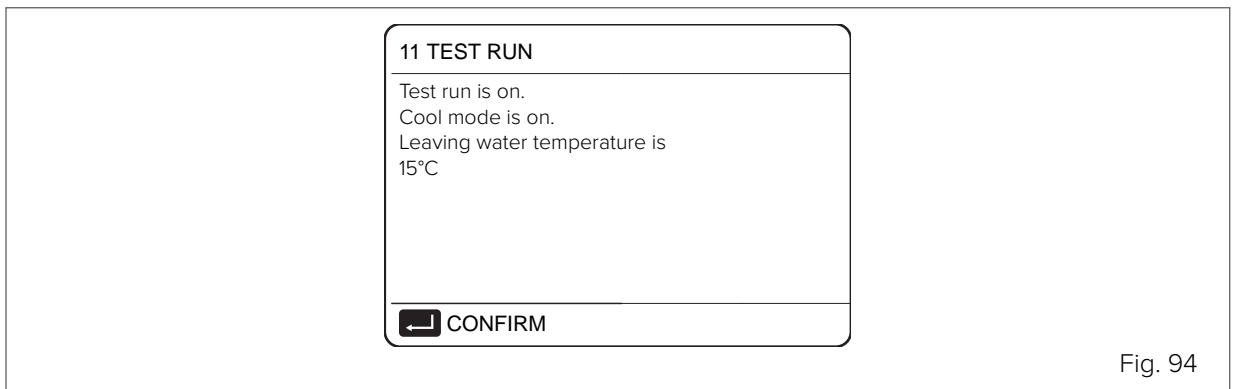 11 TEST RUN
Test run is on.
Cool mode is on.
Leaving water temperature is
15°C
CONFIRM
Fig. 94